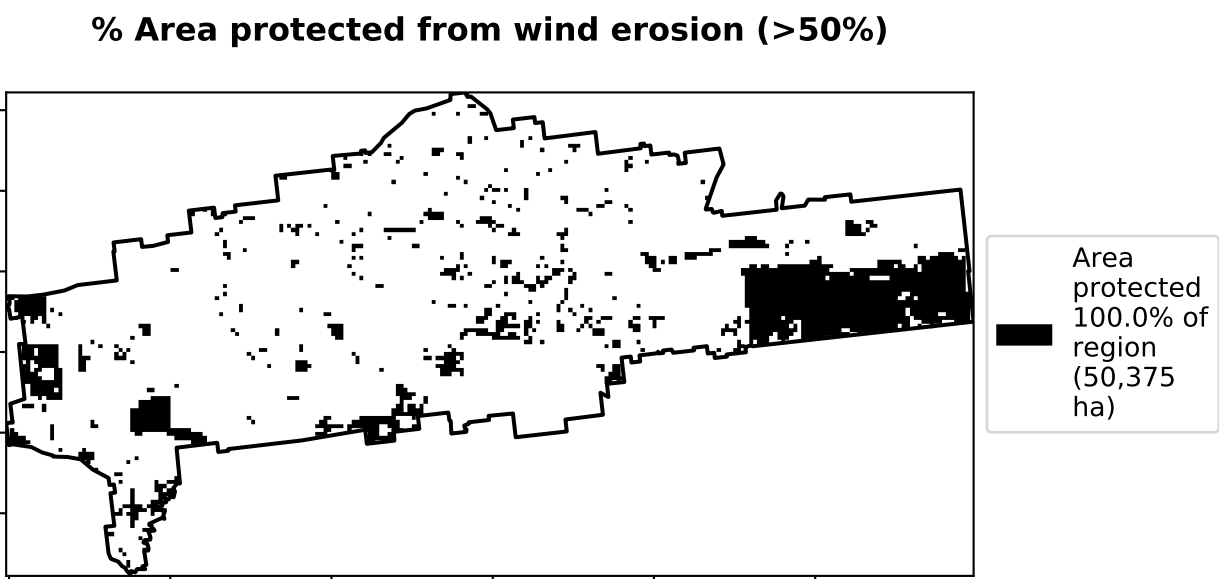 % Area protected from wind erosion (>50%)
Area
protected
100.0% of
region
(50,375
ha)